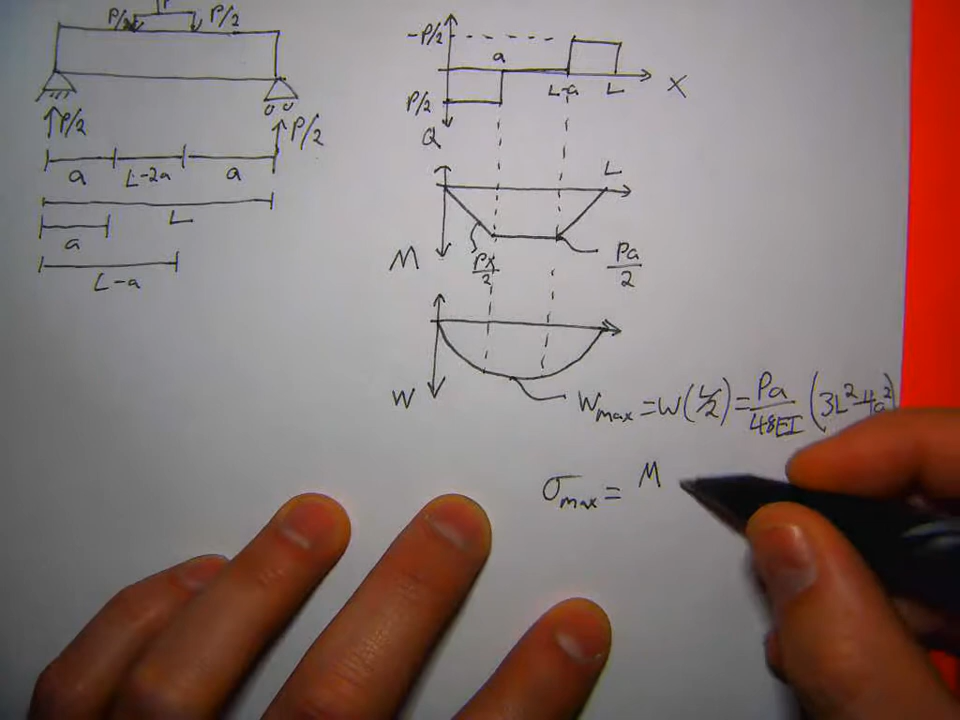 P
P/2 P/2
P/2 P/2
a L-2a a
L
a
L-a
-P/2
a
L-a L X
P/2
Q
L
M
Px/2 Pa/2
W
Wmax = W(L/2) = Pa/48EI (3L²-4a²)
σmax = M